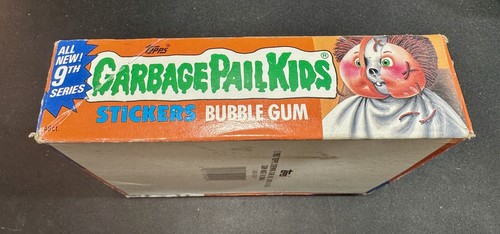 ALL
NEW!
9TH
SERIES
TOPPS
GARBAGE PAIL KIDS®
STICKERS BUBBLE GUM